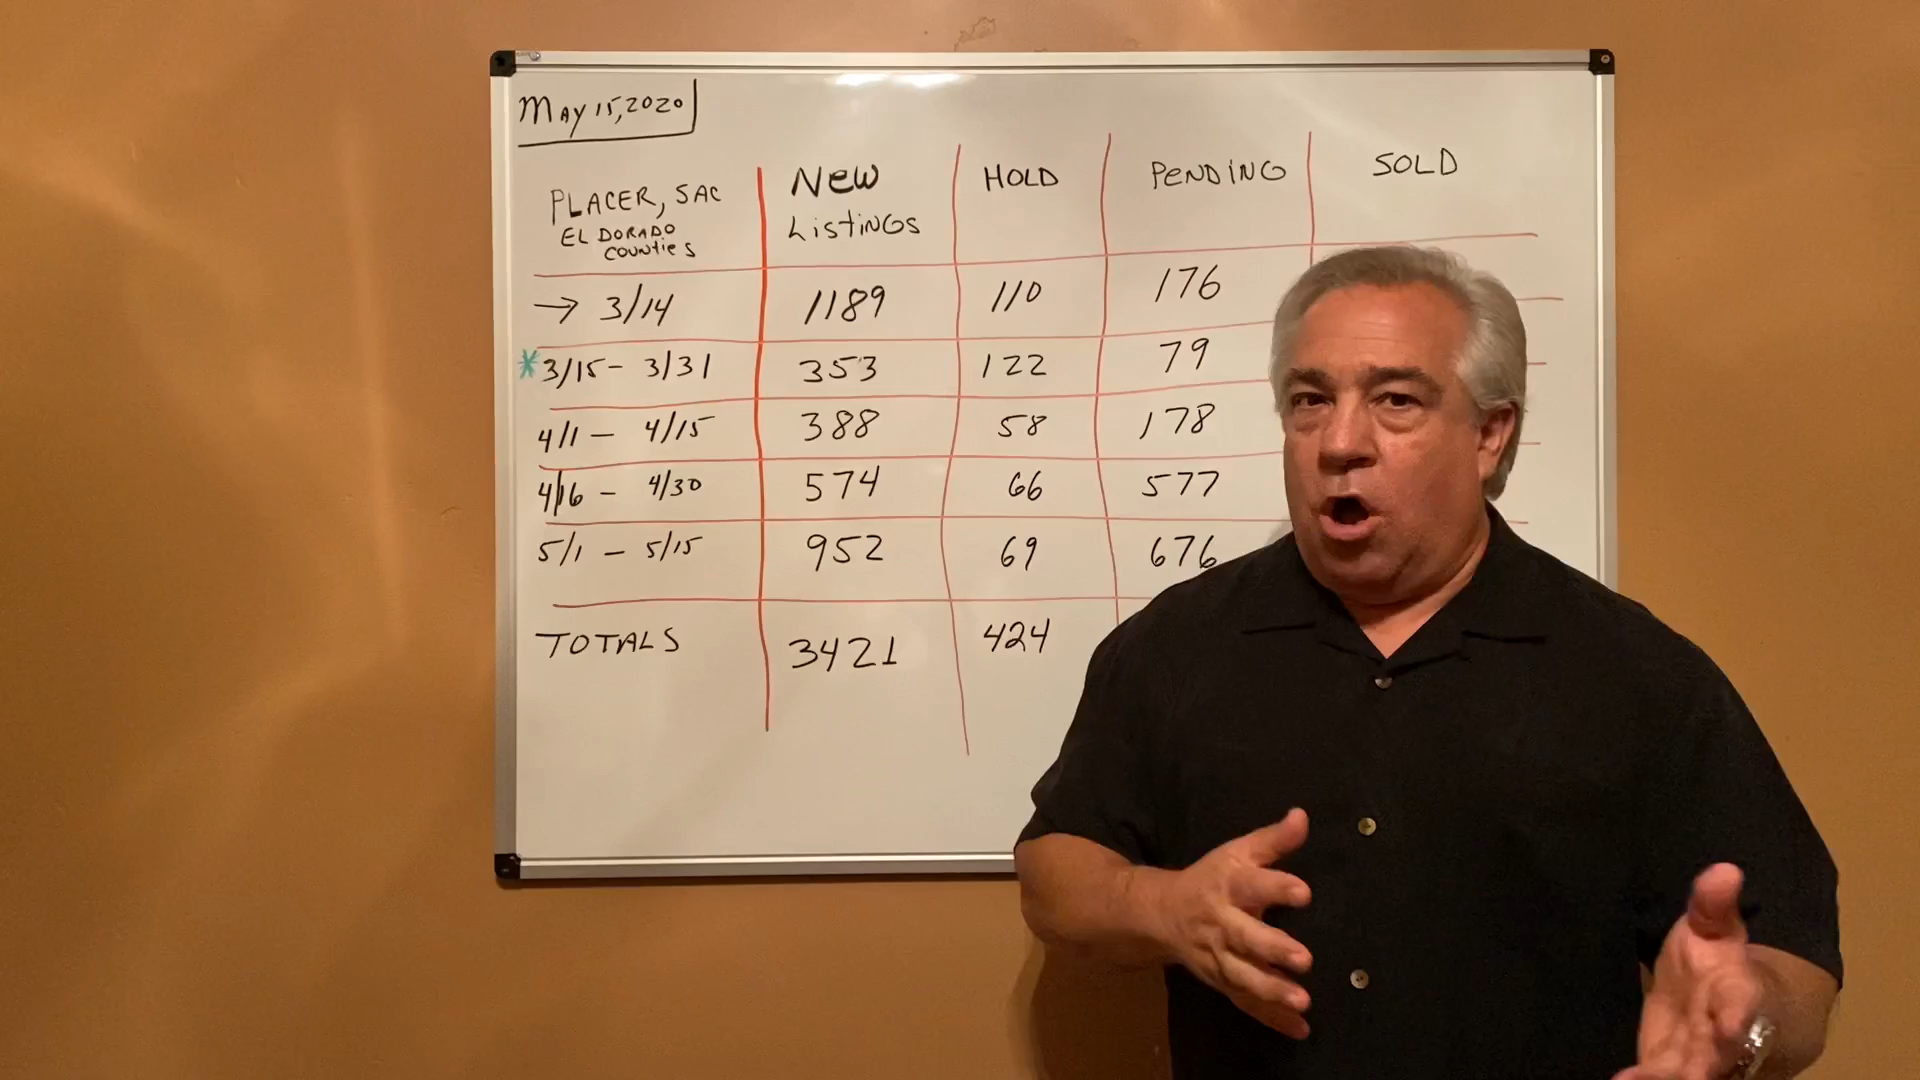 May 15, 2020
PLACER, SAC
EL DORADO
COUNTIES
New
Listings
HOLD
PENDING
SOLD
→ 3/14 1189 110 176
* 3/15 - 3/31 353 122 79
4/1 - 4/15 388 58 178
4/16 - 4/30 574 66 577
5/1 - 5/15 952 69 676
TOTALS 3421 424